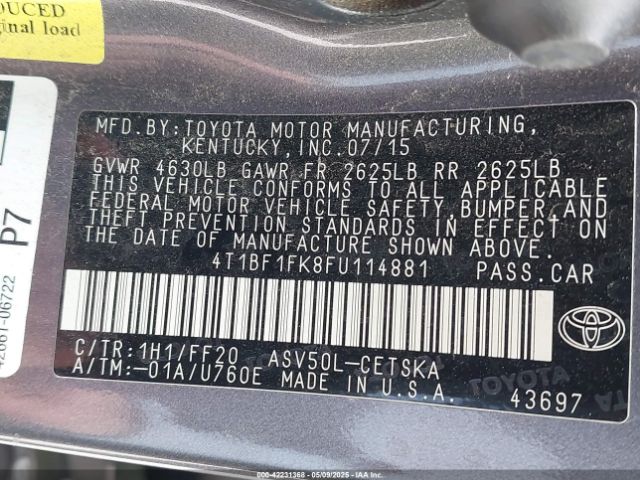 DUCED
ginal load
P7
42661-06722
MFD.BY:TOYOTA MOTOR MANUFACTURING,
KENTUCKY,INC.07/15
GVWR 4630LB GAWR FR 2625LB RR 2625LB
THIS VEHICLE CONFORMS TO ALL APPLICABLE
FEDERAL MOTOR VEHICLE SAFETY,BUMPER,AND
THEFT PREVENTION STANDARDS IN EFFECT ON
THE DATE OF MANUFACTURE SHOWN ABOVE.
4T1BF1FK8FU114881 PASS.CAR
C/TR:1H1/FF20 ASV50L-CETSKA
A/TM:-01A/U760E MADE IN U.S.A.
43697
TOYOTA
000-42231368 05/09/2025 IAAI.COM